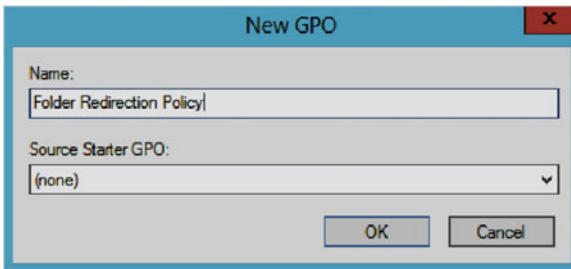 New GPO
x
Name:
Folder Redirection Policy
Source Starter GPO:
(none)
OK
Cancel